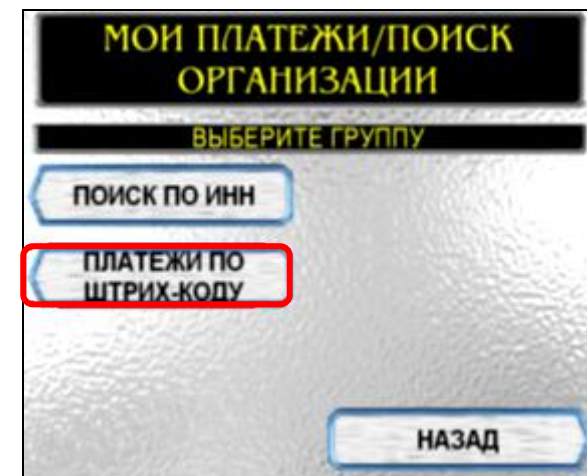 МОИ ПЛАТЕЖИ/ПОИСК
ОРГАНИЗАЦИИ
ВЫБЕРИТЕ ГРУППУ
ПОИСК ПО ИНН
ПЛАТЕЖИ ПО
ШТРИХ-КОДУ
НАЗАД